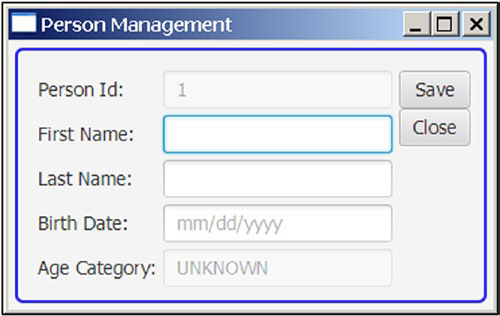 Person Management
Person Id: 1 Save
First Name: Close
Last Name:
Birth Date: mm/dd/yyyy
Age Category: UNKNOWN